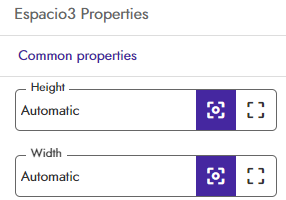 Espacio3 Properties
Common properties
Height
Automatic
Width
Automatic